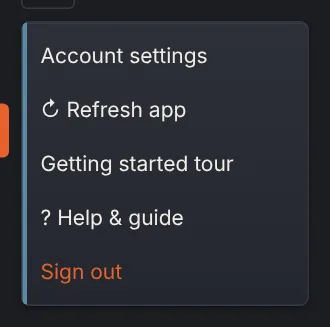 Account settings
↻ Refresh app
Getting started tour
? Help & guide
Sign out